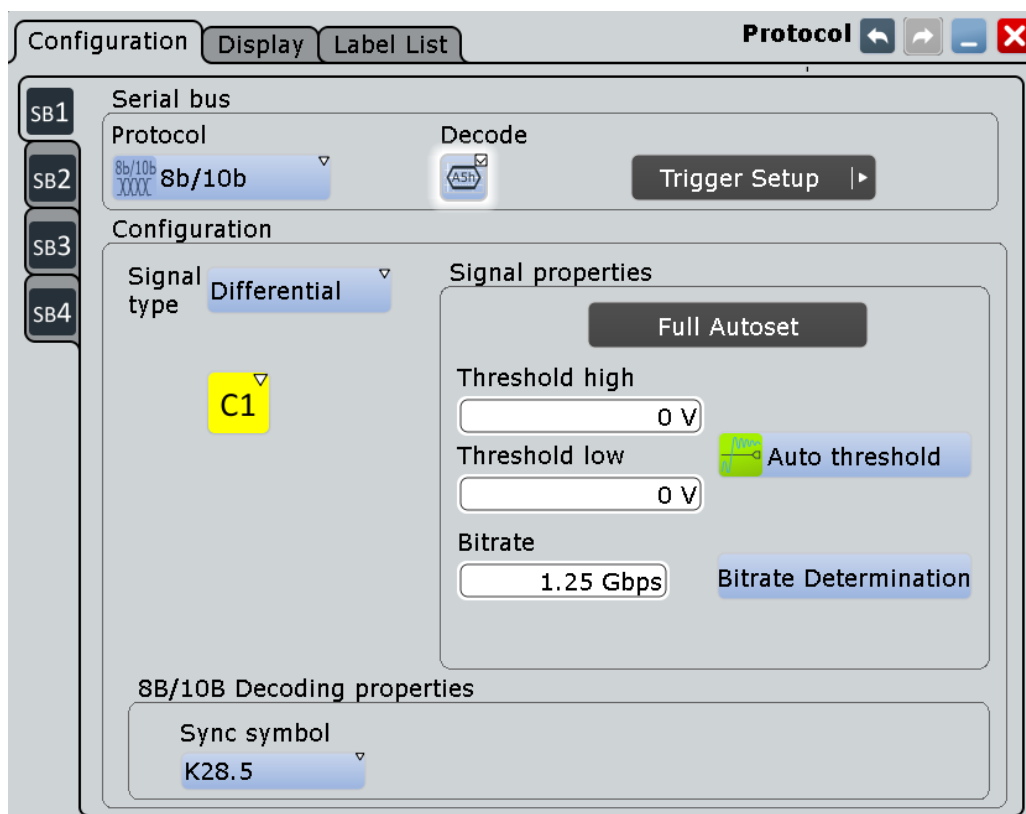 Configuration Display Label List Protocol
SB1
SB2
SB3
SB4
Serial bus
Protocol Decode
8b/10b 8b/10b A5h Trigger Setup
Configuration
Signal type Differential
C1
Signal properties
Full Autoset
Threshold high
0 V
Threshold low
0 V
Auto threshold
Bitrate
1.25 Gbps
Bitrate Determination
8B/10B Decoding properties
Sync symbol
K28.5